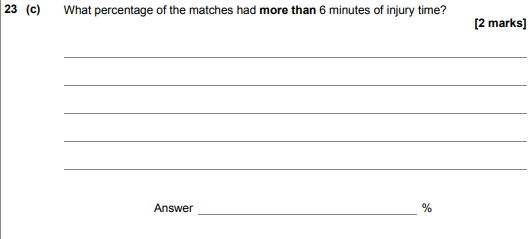 23 (c) What percentage of the matches had more than 6 minutes of injury time?
[2 marks]
Answer %